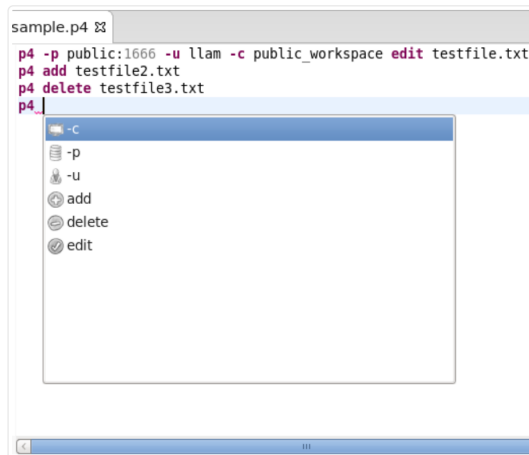 sample.p4
p4 -p public:1666 -u llam -c public_workspace edit testfile.txt
p4 add testfile2.txt
p4 delete testfile3.txt
p4
-c
-p
-u
add
delete
edit